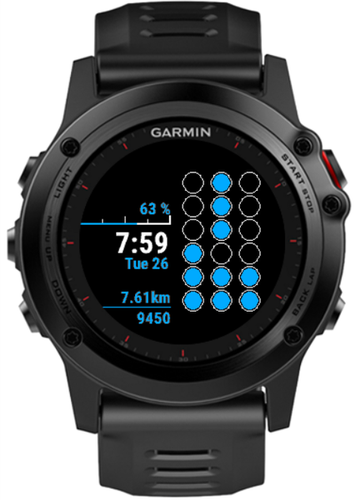 GARMIN
LIGHT
START STOP
MENU UP
63 %
7:59
Tue 26
DOWN
7.61km
9450
BACK LAP